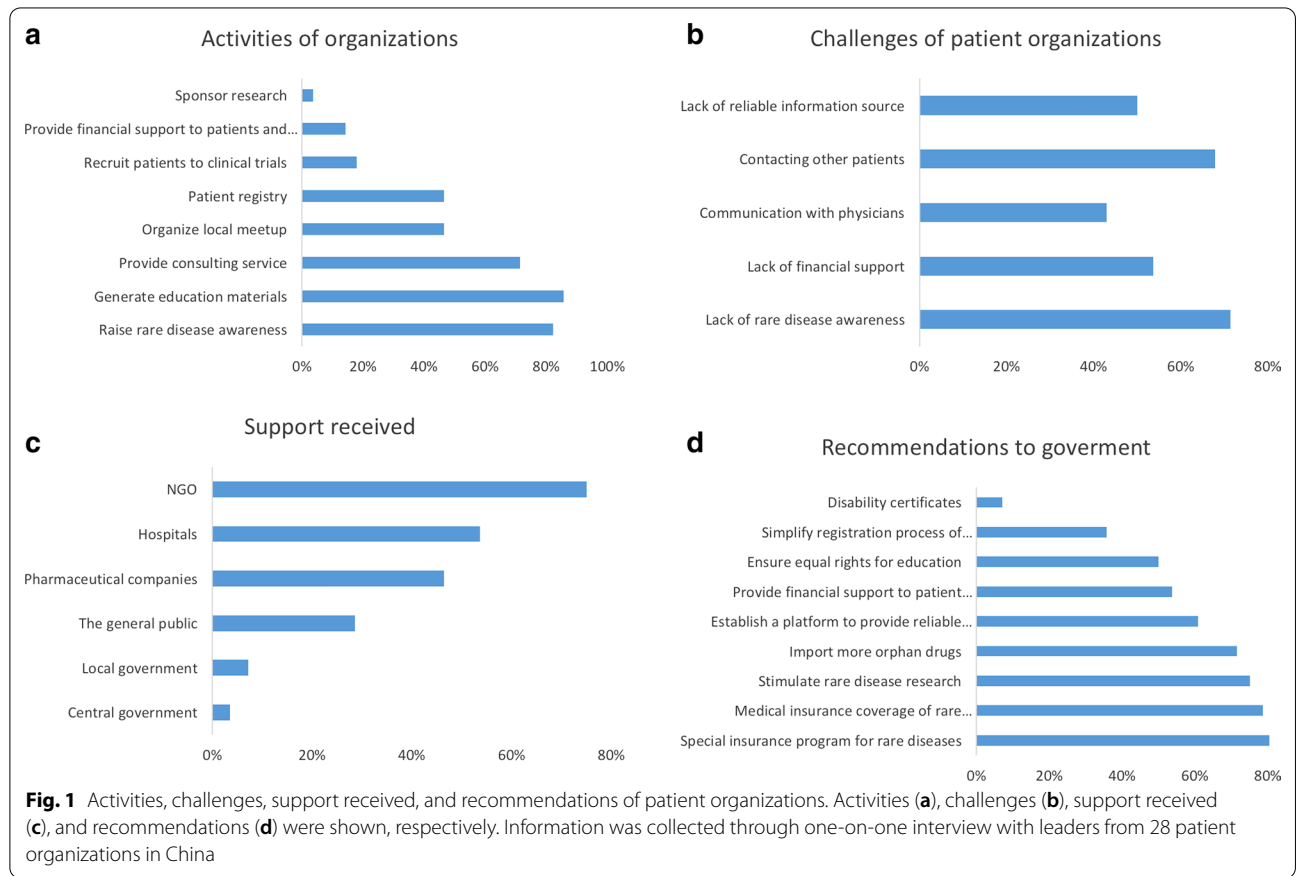 a
Activities of organizations
Sponsor research
Provide financial support to patients and...
Recruit patients to clinical trials
Patient registry
Organize local meetup
Provide consulting service
Generate education materials
Raise rare disease awareness
0% 20% 40% 60% 80% 100%
b
Challenges of patient organizations
Lack of reliable information source
Contacting other patients
Communication with physicians
Lack of financial support
Lack of rare disease awareness
0% 20% 40% 60% 80%
c
Support received
NGO
Hospitals
Pharmaceutical companies
The general public
Local government
Central government
0% 20% 40% 60% 80%
d
Recommendations to goverment
Disability certificates
Simplify registration process of...
Ensure equal rights for education
Provide financial support to patient...
Establish a platform to provide reliable...
Import more orphan drugs
Stimulate rare disease research
Medical insurance coverage of rare...
Special insurance program for rare diseases
0% 20% 40% 60% 80%
Fig. 1 Activities, challenges, support received, and recommendations of patient organizations. Activities (a), challenges (b), support received
(c), and recommendations (d) were shown, respectively. Information was collected through one-on-one interview with leaders from 28 patient
organizations in China